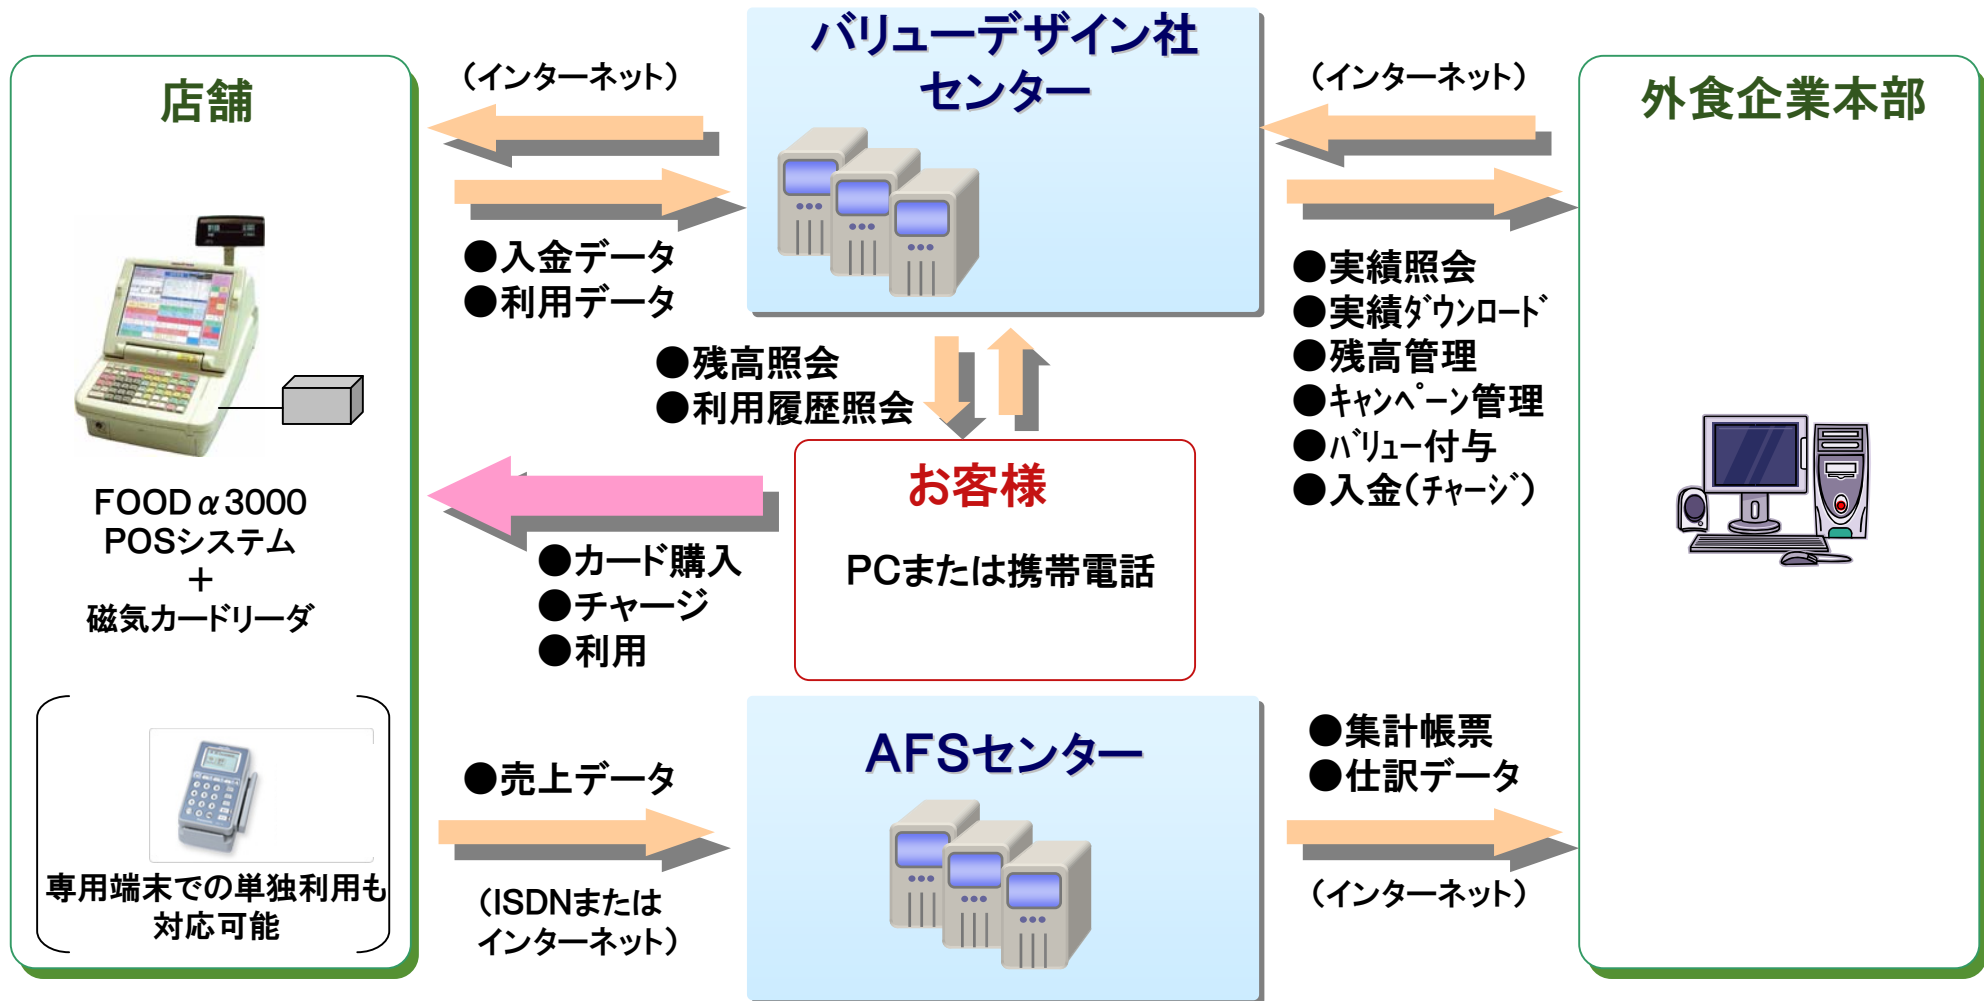 店舗
FOODα3000
POSシステム
+
磁気カードリーダ
専用端末での単独利用も
対応可能
(インターネット)
●入金データ
●利用データ
バリューデザイン社
センター
(インターネット)
●実績照会
●実績ﾀﾞｳﾝﾛｰﾄﾞ
●残高管理
●ｷｬﾝﾍﾟｰﾝ管理
●ﾊﾞﾘｭｰ付与
●入金(ﾁｬｰｼﾞ)
外食企業本部
●残高照会
●利用履歴照会
お客様
PCまたは携帯電話
●カード購入
●チャージ
●利用
●売上データ
(ISDNまたは
インターネット)
AFSセンター
●集計帳票
●仕訳データ
(インターネット)